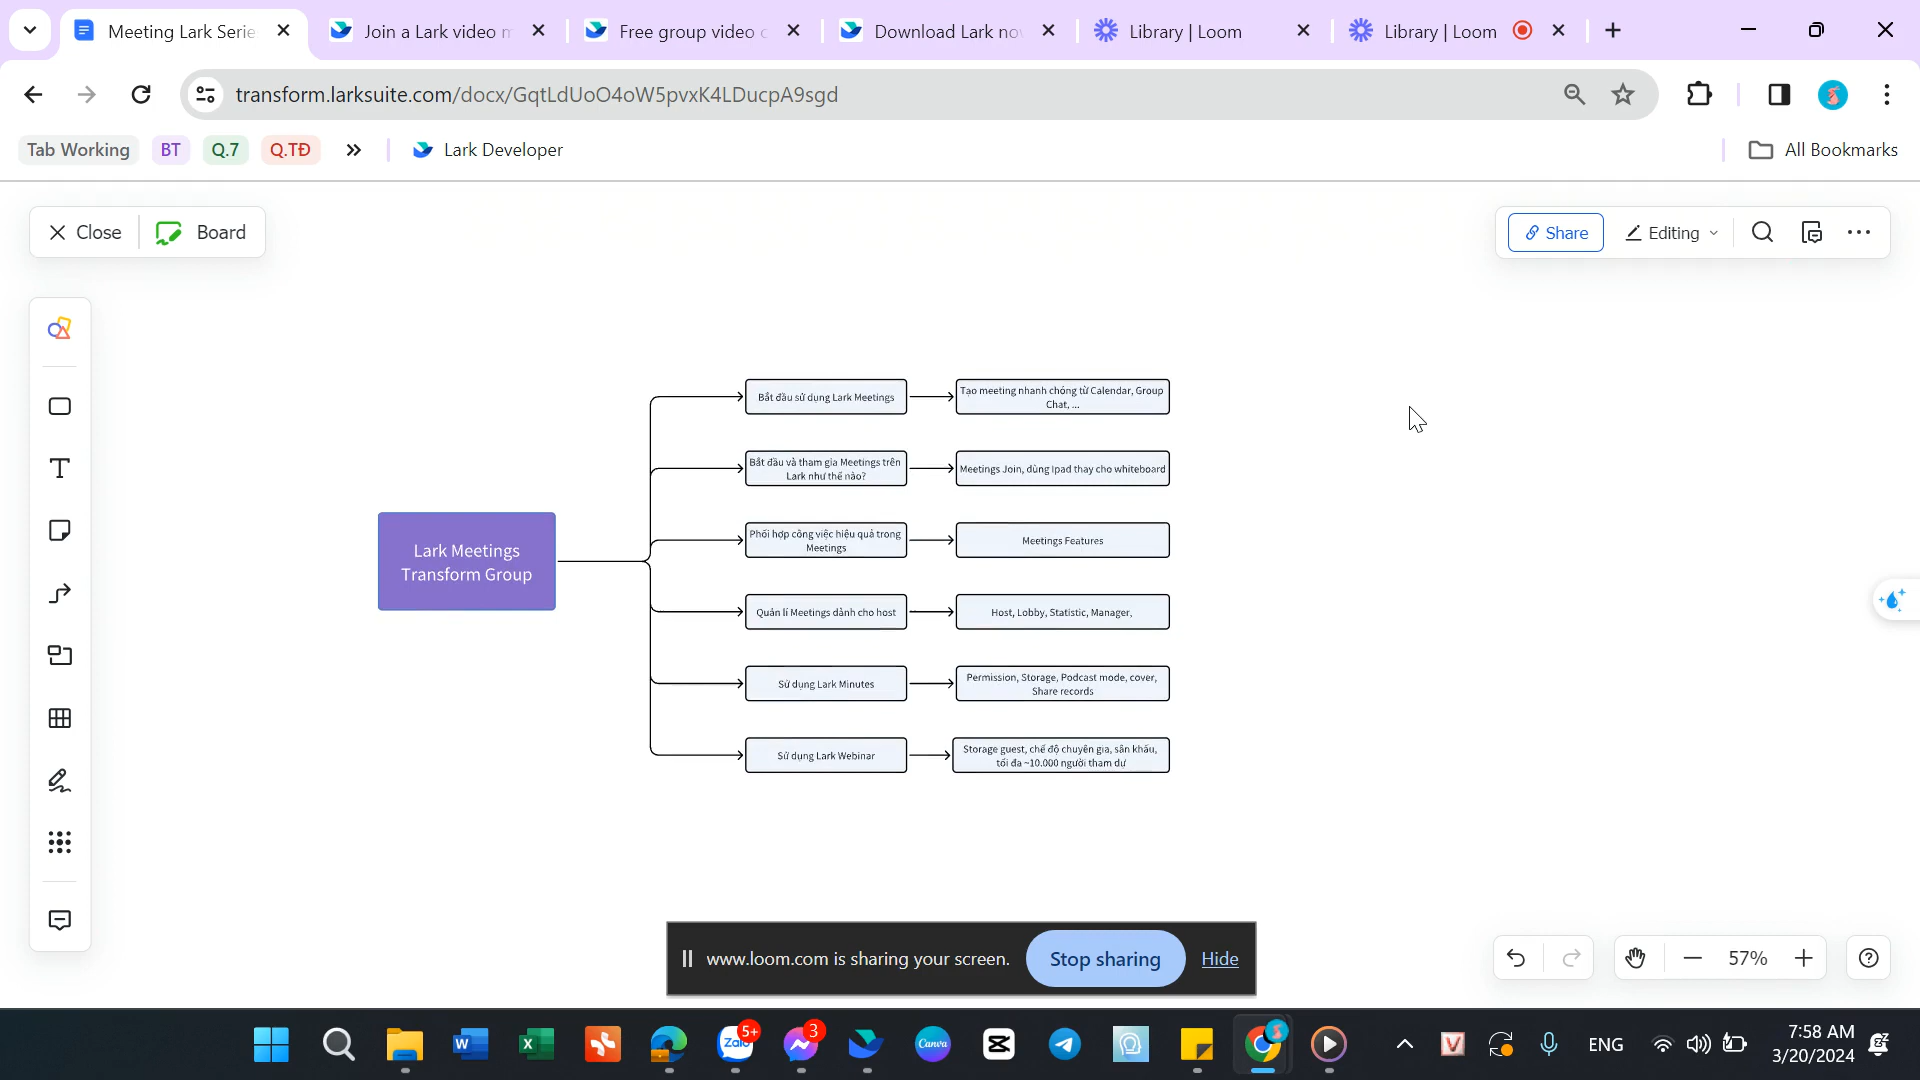 Meeting Lark Serie
Join a Lark video m
Free group video c
Download Lark nov
Library | Loom
Library | Loom
transform.larksuite.com/docx/GqtLdUoO4oW5pvxK4LDucpA9sgd
Tab Working
BT
Q.7
Q.TĐ
Lark Developer
All Bookmarks
Close
Board
Share
Editing
Bắt đầu sử dụng Lark Meetings
Tạo meeting nhanh chóng từ Calendar, Group
Chat, ...
Bắt đầu và tham gia Meetings trên
Lark như thế nào?
Meetings Join, dùng Ipad thay cho whiteboard
Phối hợp công việc hiệu quả trong
Meetings
Meetings Features
Lark Meetings
Transform Group
Quản lí Meetings dành cho host
Host, Lobby, Statistic, Manager,
Sử dụng Lark Minutes
Permission, Storage, Podcast mode, cover,
Share records
Sử dụng Lark Webinar
Storage guest, chế độ chuyên gia, sân khấu,
tối đa ~10.000 người tham dự
www.loom.com is sharing your screen.
Stop sharing
Hide
57%
Zalo
5+
3
Canva
ENG
7:58 AM
3/20/2024